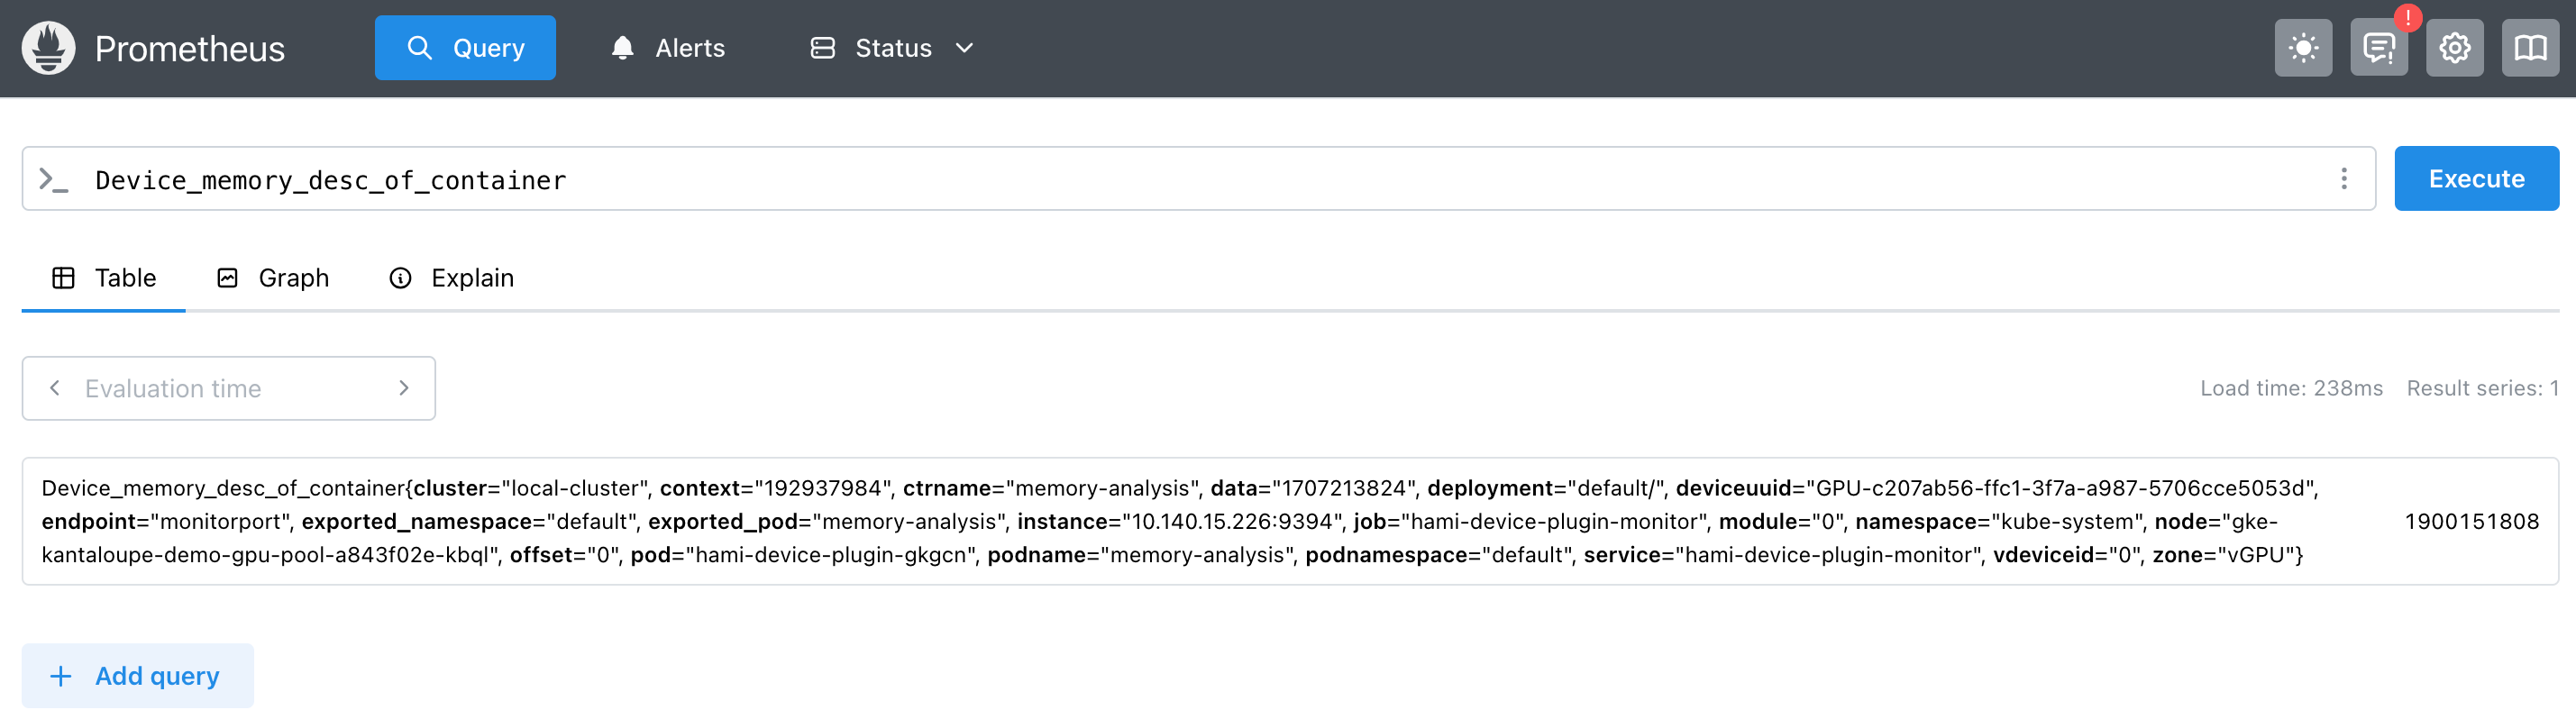 Prometheus
Query
Alerts
Status
!
>_ Device_memory_desc_of_container
Execute
Table
Graph
Explain
Evaluation time
Load time: 238ms
Result series: 1
Device_memory_desc_of_container{cluster="local-cluster", context="192937984", ctrname="memory-analysis", data="1707213824", deployment="default/", deviceuuid="GPU-c207ab56-ffc1-3f7a-a987-5706cce5053d",
endpoint="monitorport", exported_namespace="default", exported_pod="memory-analysis", instance="10.140.15.226:9394", job="hami-device-plugin-monitor", module="0", namespace="kube-system", node="gke-
kantaloupe-demo-gpu-pool-a843f02e-kbql", offset="0", pod="hami-device-plugin-gkgcn", podname="memory-analysis", podnamespace="default", service="hami-device-plugin-monitor", vdeviceid="0", zone="vGPU"}
1900151808
+ Add query